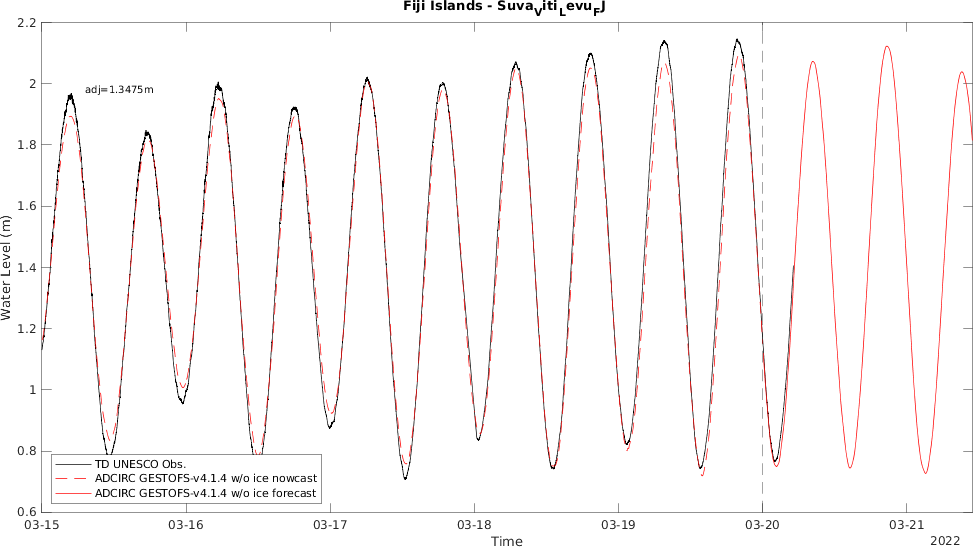 Fiji Islands - SuvaVitiLevuFJ
2.2
2
1.8
1.6
1.4
1.2
1
0.8
0.6
Water Level (m)
adj=1.3475m
TD UNESCO Obs.
ADCIRC GESTOFS-v4.1.4 w/o ice nowcast
ADCIRC GESTOFS-v4.1.4 w/o ice forecast
03-15 03-16 03-17 03-18 03-19 03-20 03-21
Time
2022